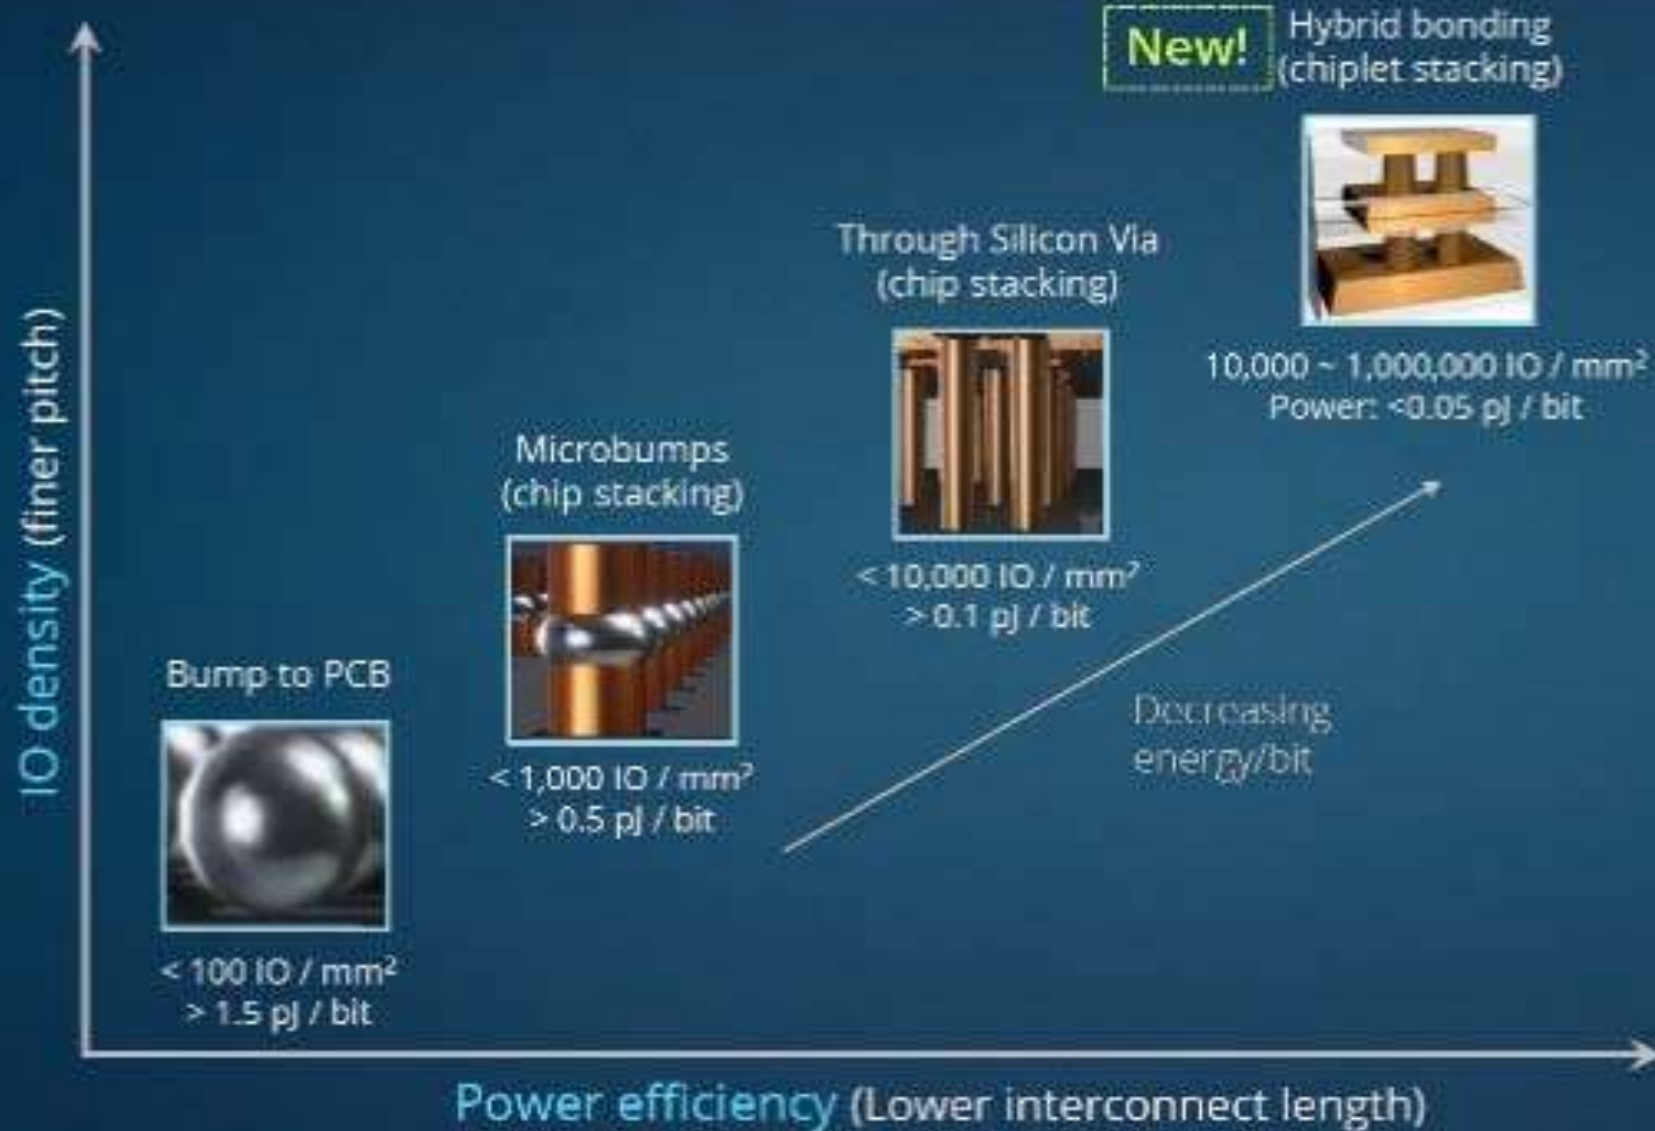 New!
Hybrid bonding
(chiplet stacking)
10,000 ~ 1,000,000 IO / mm²
Power: <0.05 pJ / bit
Through Silicon Via
(chip stacking)
< 10,000 IO / mm²
> 0.1 pJ / bit
Microbumps
(chip stacking)
< 1,000 IO / mm²
> 0.5 pJ / bit
Bump to PCB
< 100 IO / mm²
> 1.5 pJ / bit
Decreasing
energy/bit
IO density (finer pitch)
Power efficiency (Lower interconnect length)